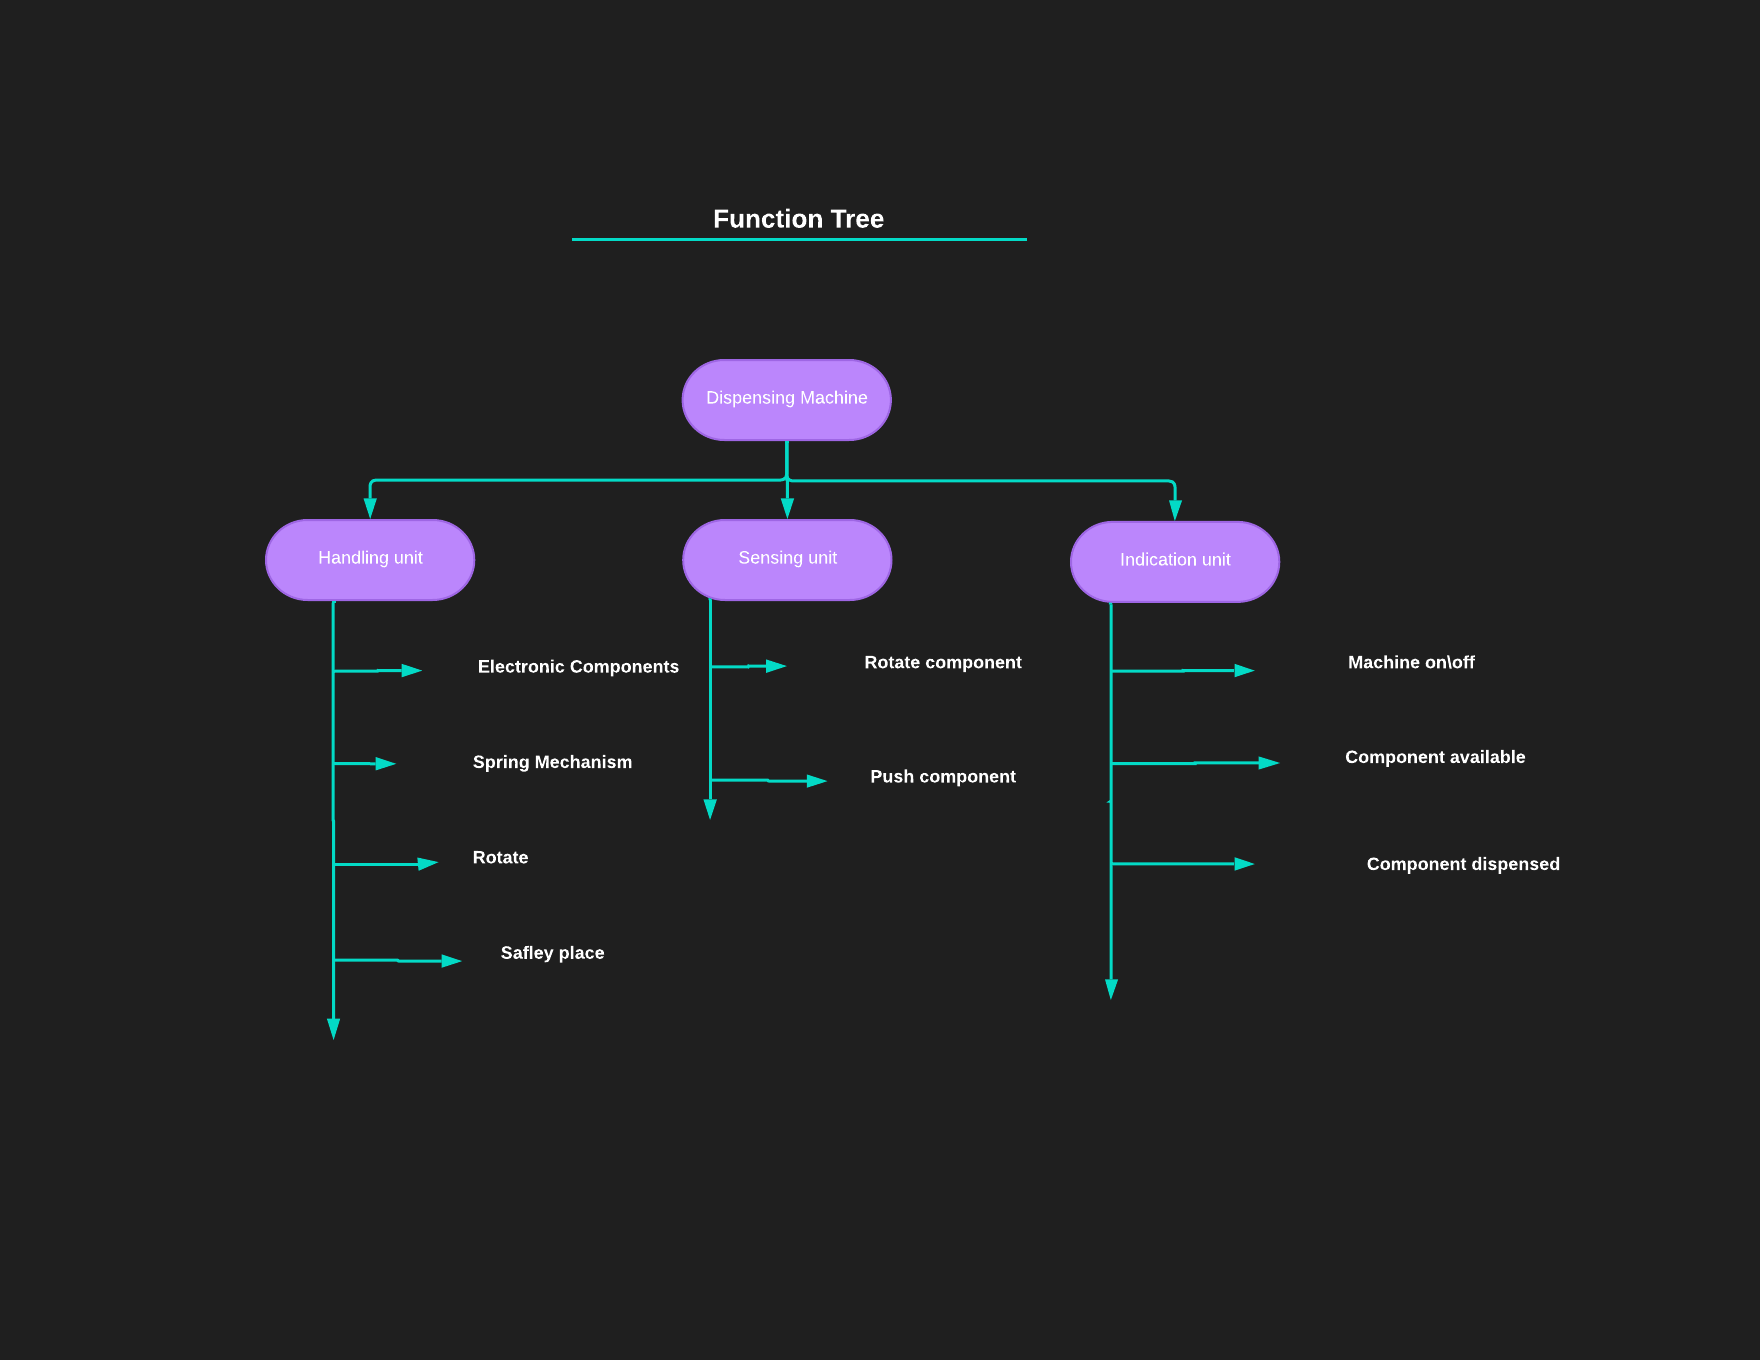 Function Tree
Dispensing Machine
Handling unit
Sensing unit
Indication unit
Electronic Components
Spring Mechanism
Rotate
Safley place
Rotate component
Push component
Machine on\off
Component available
Component dispensed